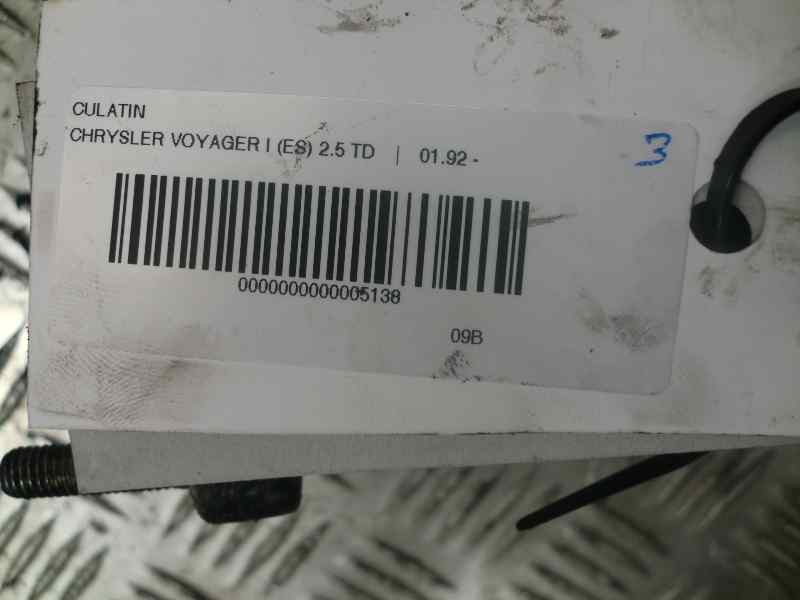 CULATIN
CHRYSLER VOYAGER I (ES) 2.5 TD | 01.92 -
3
0000000000005138
09B